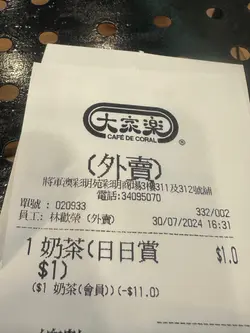 大家樂
CAFÉ DE CORAL
®
(外賣)
將軍澳彩明苑彩明商場3樓311及312號舖
電話:34095070
單號 : 020933
332/002
員工: 林歡榮 (外賣)
30/07/2024 16:31
1 奶茶(日日賞
$1)
$1.0
($1 奶茶(會員))(-$11.0)